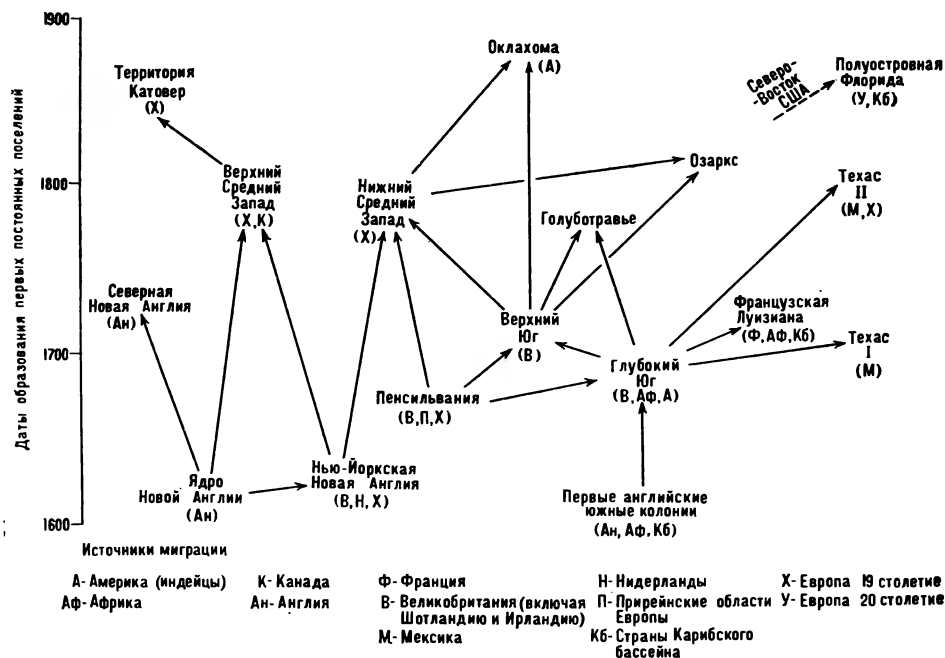 Даты образования первых постоянных поселений
1900
1800
1700
1600
Территория
Катовер
(Х)
Верхний
Средний
Запад
(Х,К)
Северная
Новая Англия
(Ан)
Ядро
Новой Англии
(Ан)
Нью-Йоркская
Новая Англия
(В,Н,Х)
Нижний
Средний
Запад
(Х)
Пенсильвания
(В,П,Х)
Оклахома
(А)
Голуботравье
Верхний
Юг
(В)
Озаркс
Глубокий
Юг
(В,Аф,А)
Первые английские
южные колонии
(Ан,Аф,Кб)
Северо-
-Восток
США
Полуостровная
Флорида
(У,Кб)
Техас
II
(М,Х)
Французская
Луизиана
(Ф,Аф,Кб)
Техас
I
(М)
Источники миграции
А- Америка (индейцы)
Аф- Африка
К- Канада
Ан- Англия
Ф- Франция
В- Великобритания (включая
Шотландию и Ирландию)
М- Мексика
Н- Нидерланды
П- Прирейнские области
Европы
Кб- Страны Карибского
бассейна
Х- Европа 19 столетие
У- Европа 20 столетие